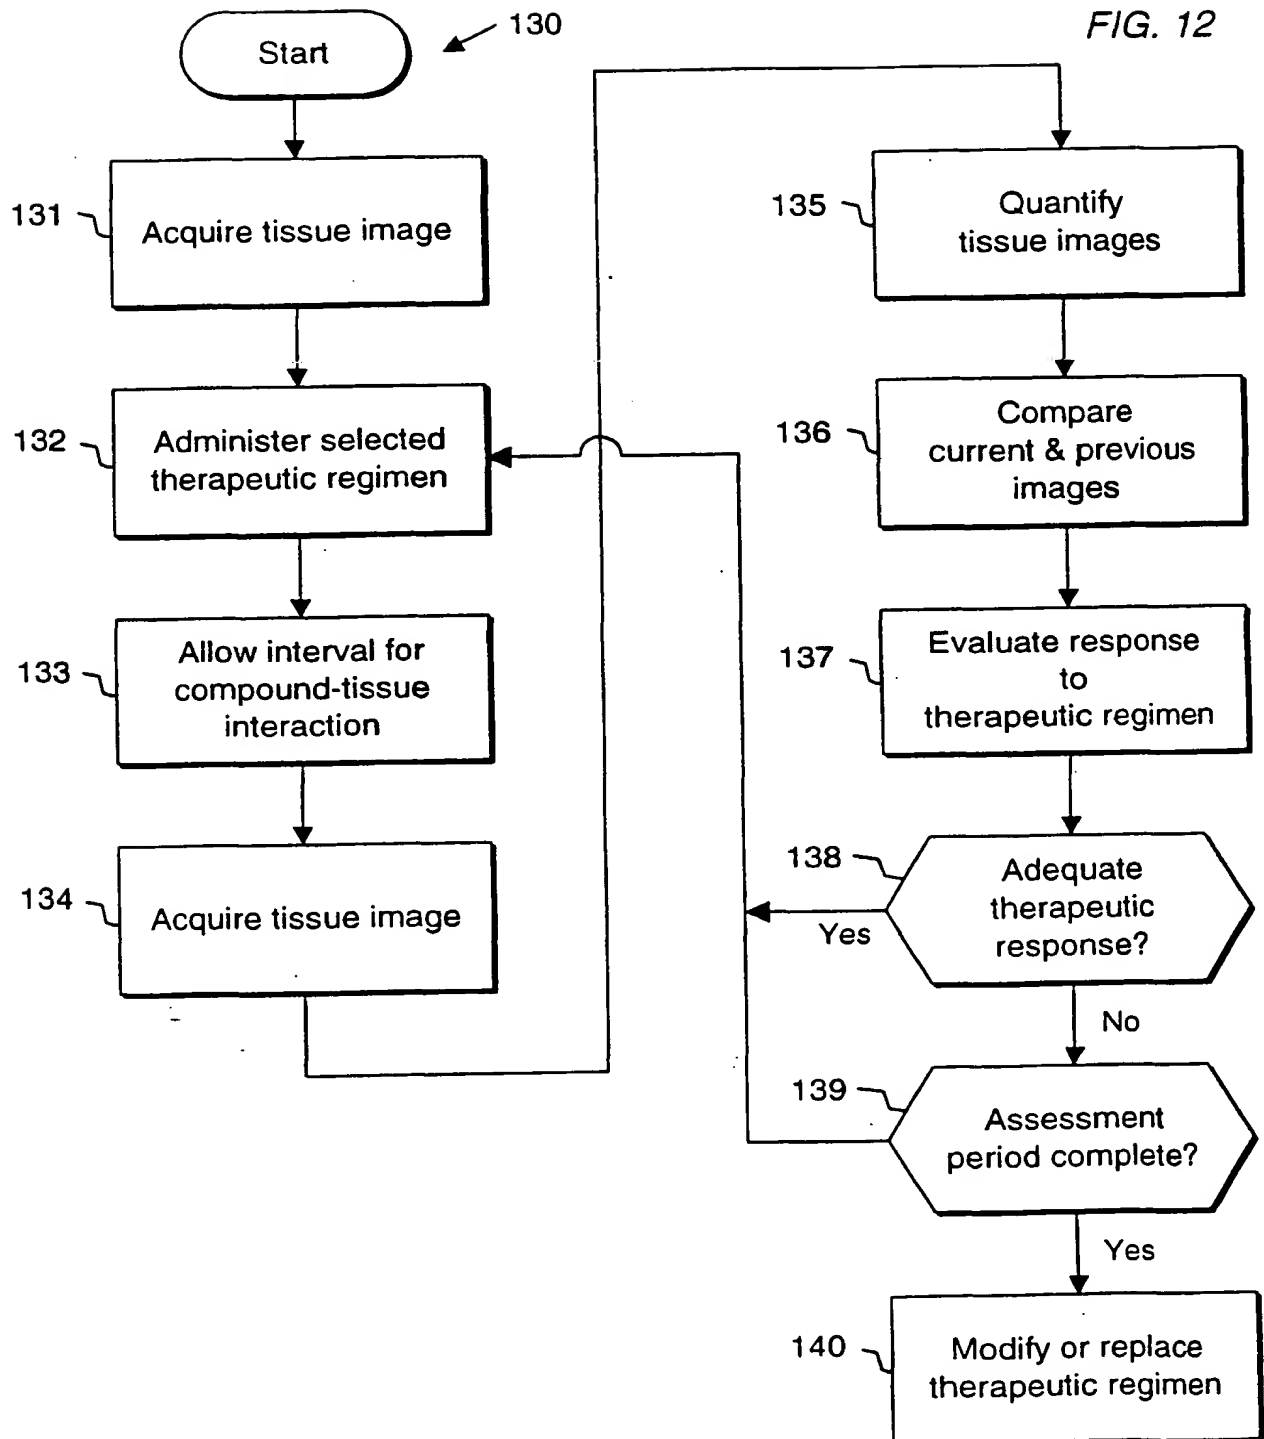 FIG. 12
130
Start
131
Acquire tissue image
132
Administer selected
therapeutic regimen
133
Allow interval for
compound-tissue
interaction
134
Acquire tissue image
135
Quantify
tissue images
136
Compare
current & previous
images
137
Evaluate response
to
therapeutic regimen
138
Adequate
therapeutic
response?
Yes
No
139
Assessment
period complete?
Yes
140
Modify or replace
therapeutic regimen